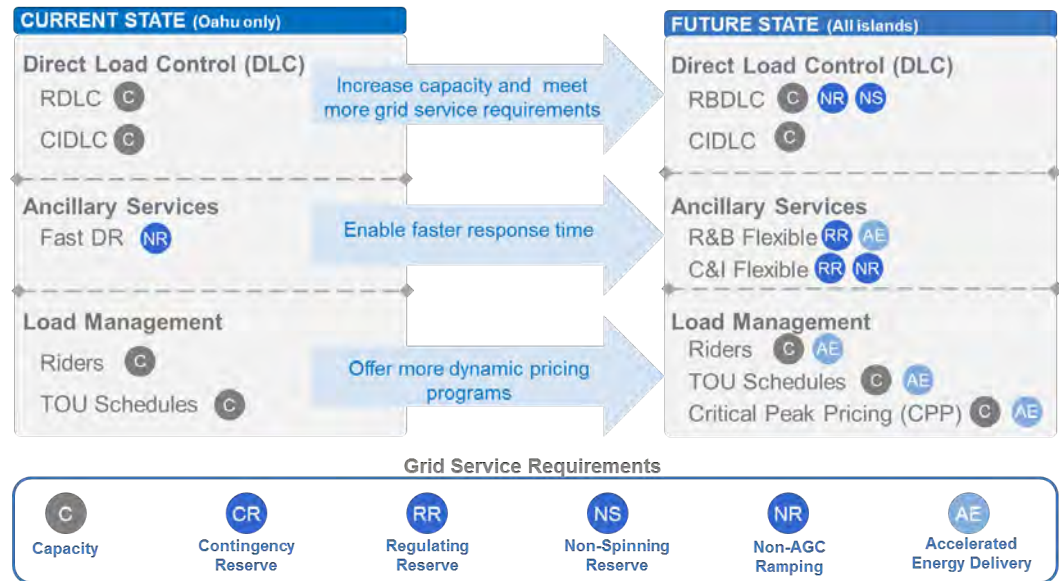 CURRENT STATE (Oahu only)
Direct Load Control (DLC)
RDLC C
CIDLC C
Ancillary Services
Fast DR NR
Load Management
Riders C
TOU Schedules C
Increase capacity and meet
more grid service requirements
Enable faster response time
Offer more dynamic pricing
programs
FUTURE STATE (All islands)
Direct Load Control (DLC)
RBDLC C NR NS
CIDLC C
Ancillary Services
R&B Flexible RR AE
C&I Flexible RR NR
Load Management
Riders C AE
TOU Schedules C AE
Critical Peak Pricing (CPP) C AE
Grid Service Requirements
C
Capacity
CR
Contingency
Reserve
RR
Regulating
Reserve
NS
Non-Spinning
Reserve
NR
Non-AGC
Ramping
AE
Accelerated
Energy Delivery